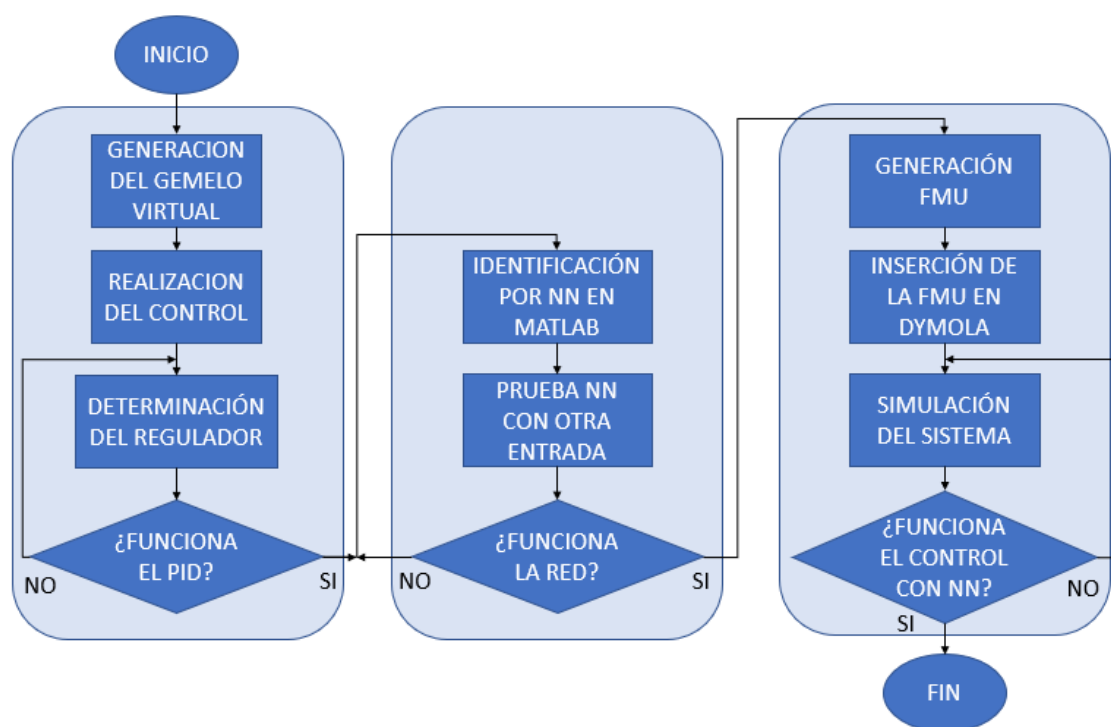 INICIO
GENERACION
DEL GEMELO
VIRTUAL
REALIZACION
DEL CONTROL
DETERMINACIÓN
DEL REGULADOR
¿FUNCIONA
EL PID?
NO
SI
IDENTIFICACIÓN
POR NN EN
MATLAB
PRUEBA NN
CON OTRA
ENTRADA
¿FUNCIONA
LA RED?
NO
SI
GENERACIÓN
FMU
INSERCIÓN DE
LA FMU EN
DYMOLA
SIMULACIÓN
DEL SISTEMA
¿FUNCIONA
EL CONTROL
CON NN?
NO
SI
FIN